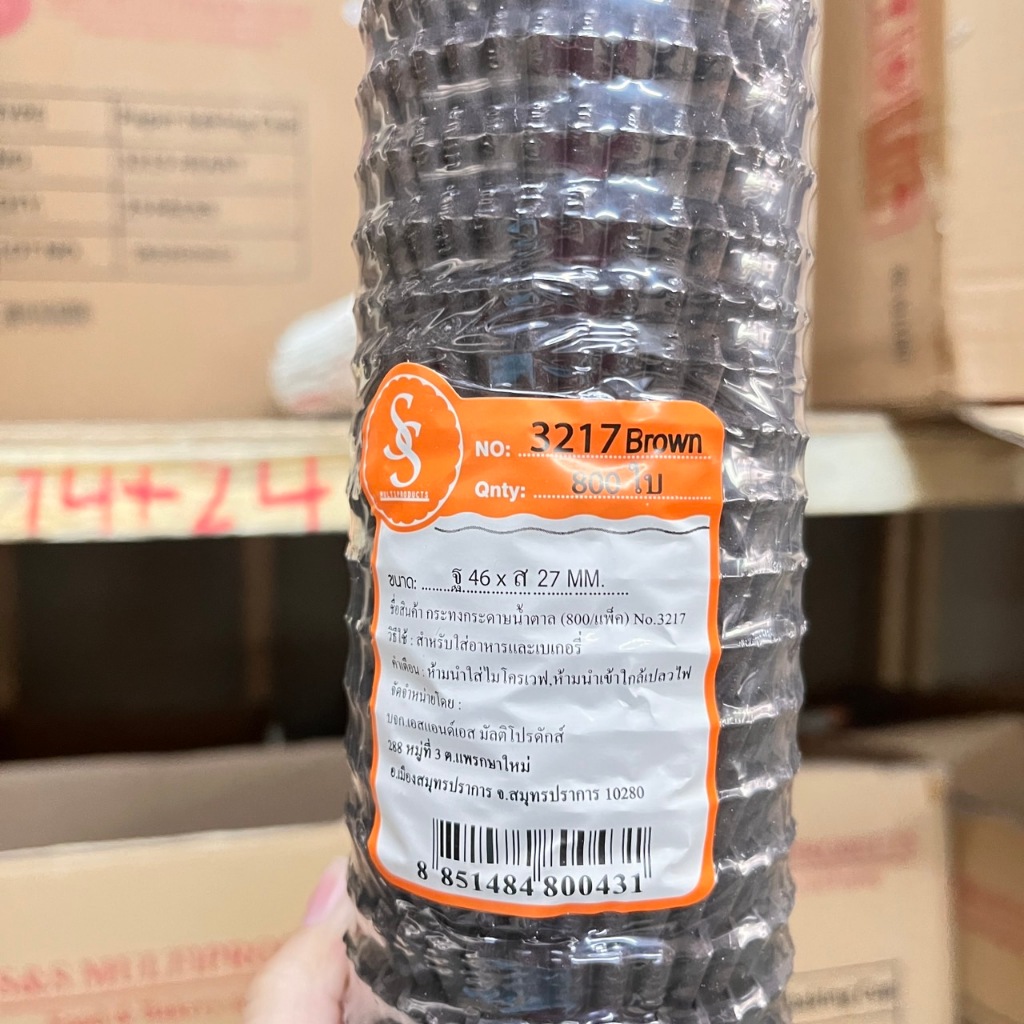 SS
MULTIPRODUCTS
NO: 3217 Brown
Qnty: 800 ใบ
ขนาด: ฐ 46 x ส 27 MM.
ชื่อสินค้า กระทงกระดาษน้ำตาล (800/แพ็ค) No.3217
วิธีใช้ : สำหรับใส่อาหารและเบเกอรี่
คำเตือน : ห้ามนำใส่ไมโครเวฟ,ห้ามนำเข้าใกล้เปลวไฟ
จัดจำหน่ายโดย :
บจก.เอสแอนด์เอส มัลติโปรดักส์
288 หมู่ที่ 3 ต.แพรกษาใหม่
อ.เมืองสมุทรปราการ จ.สมุทรปราการ 10280
8 851484 800431
74+24
S&S MULTIPRO